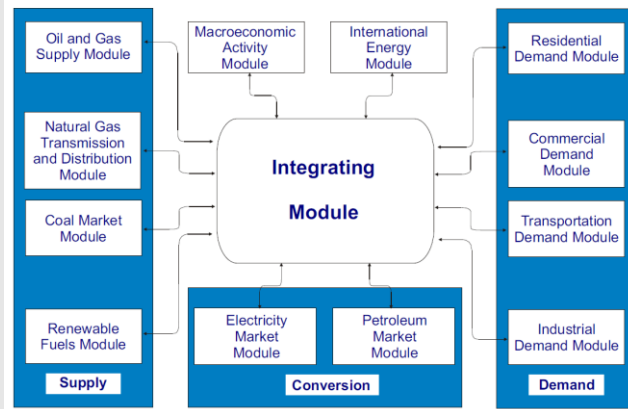 Oil and Gas
Supply Module
Natural Gas
Transmission
and Distribution
Module
Coal Market
Module
Renewable
Fuels Module
Supply
Macroeconomic
Activity
Module
International
Energy
Module
Integrating
Module
Electricity
Market
Module
Petroleum
Market
Module
Conversion
Residential
Demand Module
Commercial
Demand
Module
Transportation
Demand Module
Industrial
Demand Module
Demand